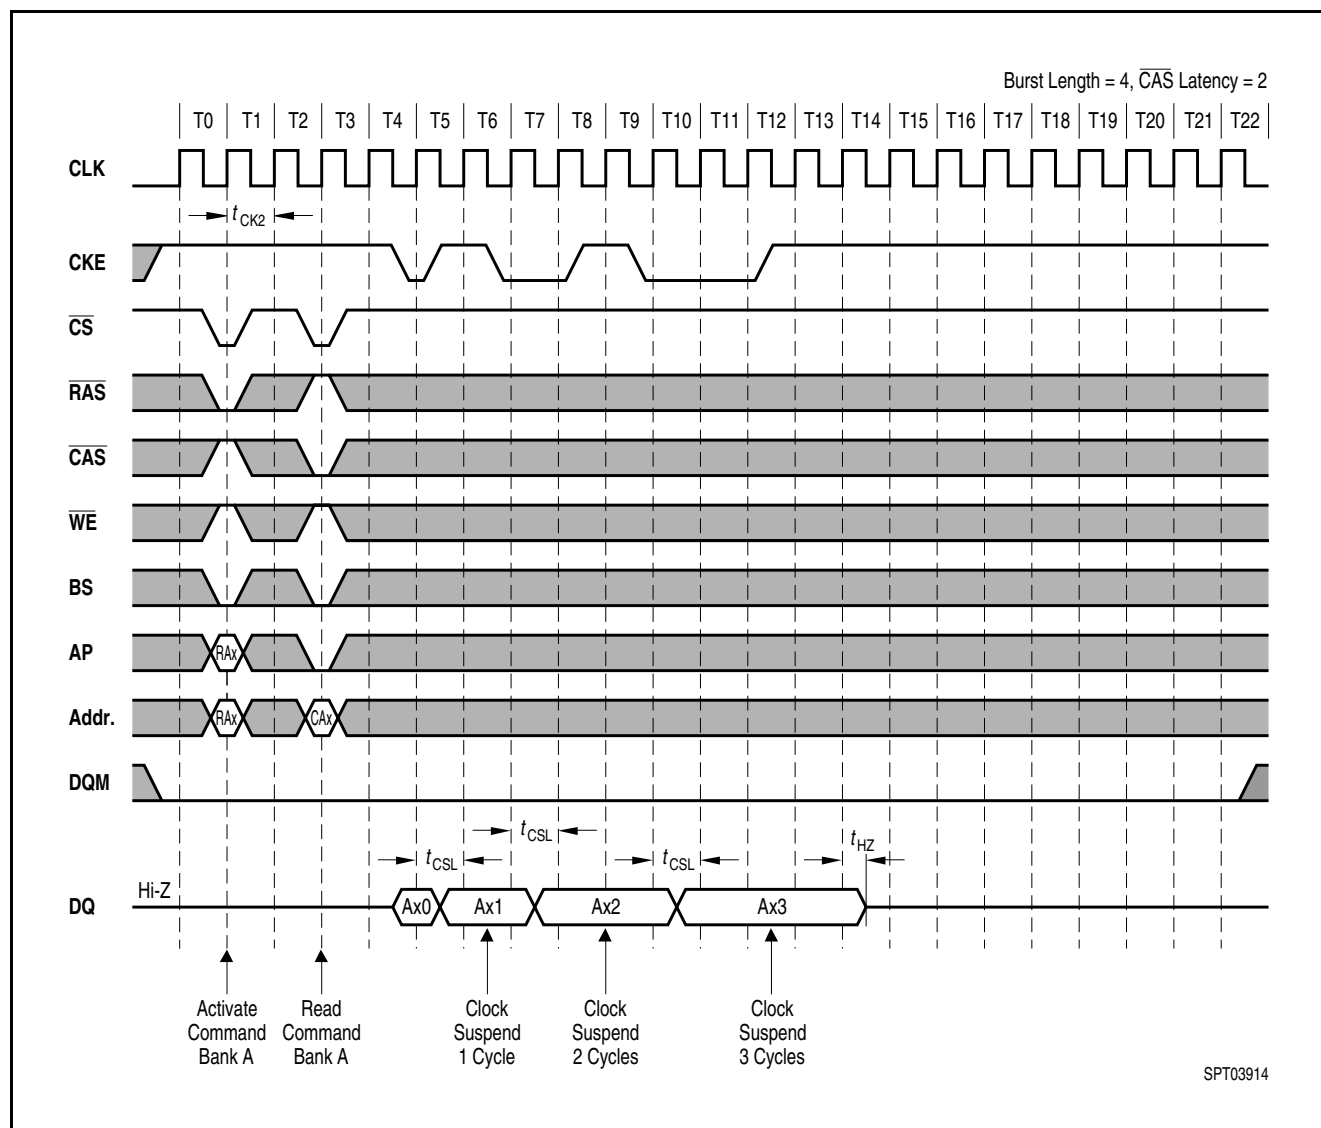 Burst Length = 4, CAS Latency = 2
T0 T1 T2 T3 T4 T5 T6 T7 T8 T9 T10 T11 T12 T13 T14 T15 T16 T17 T18 T19 T20 T21 T22
CLK
tCK2
CKE
CS
RAS
CAS
WE
BS
AP RAx
Addr. RAx CAx
DQM
tCSL tCSL tCSL tHZ
DQ Hi-Z Ax0 Ax1 Ax2 Ax3
Activate
Command
Bank A
Read
Command
Bank A
Clock
Suspend
1 Cycle
Clock
Suspend
2 Cycles
Clock
Suspend
3 Cycles
SPT03914